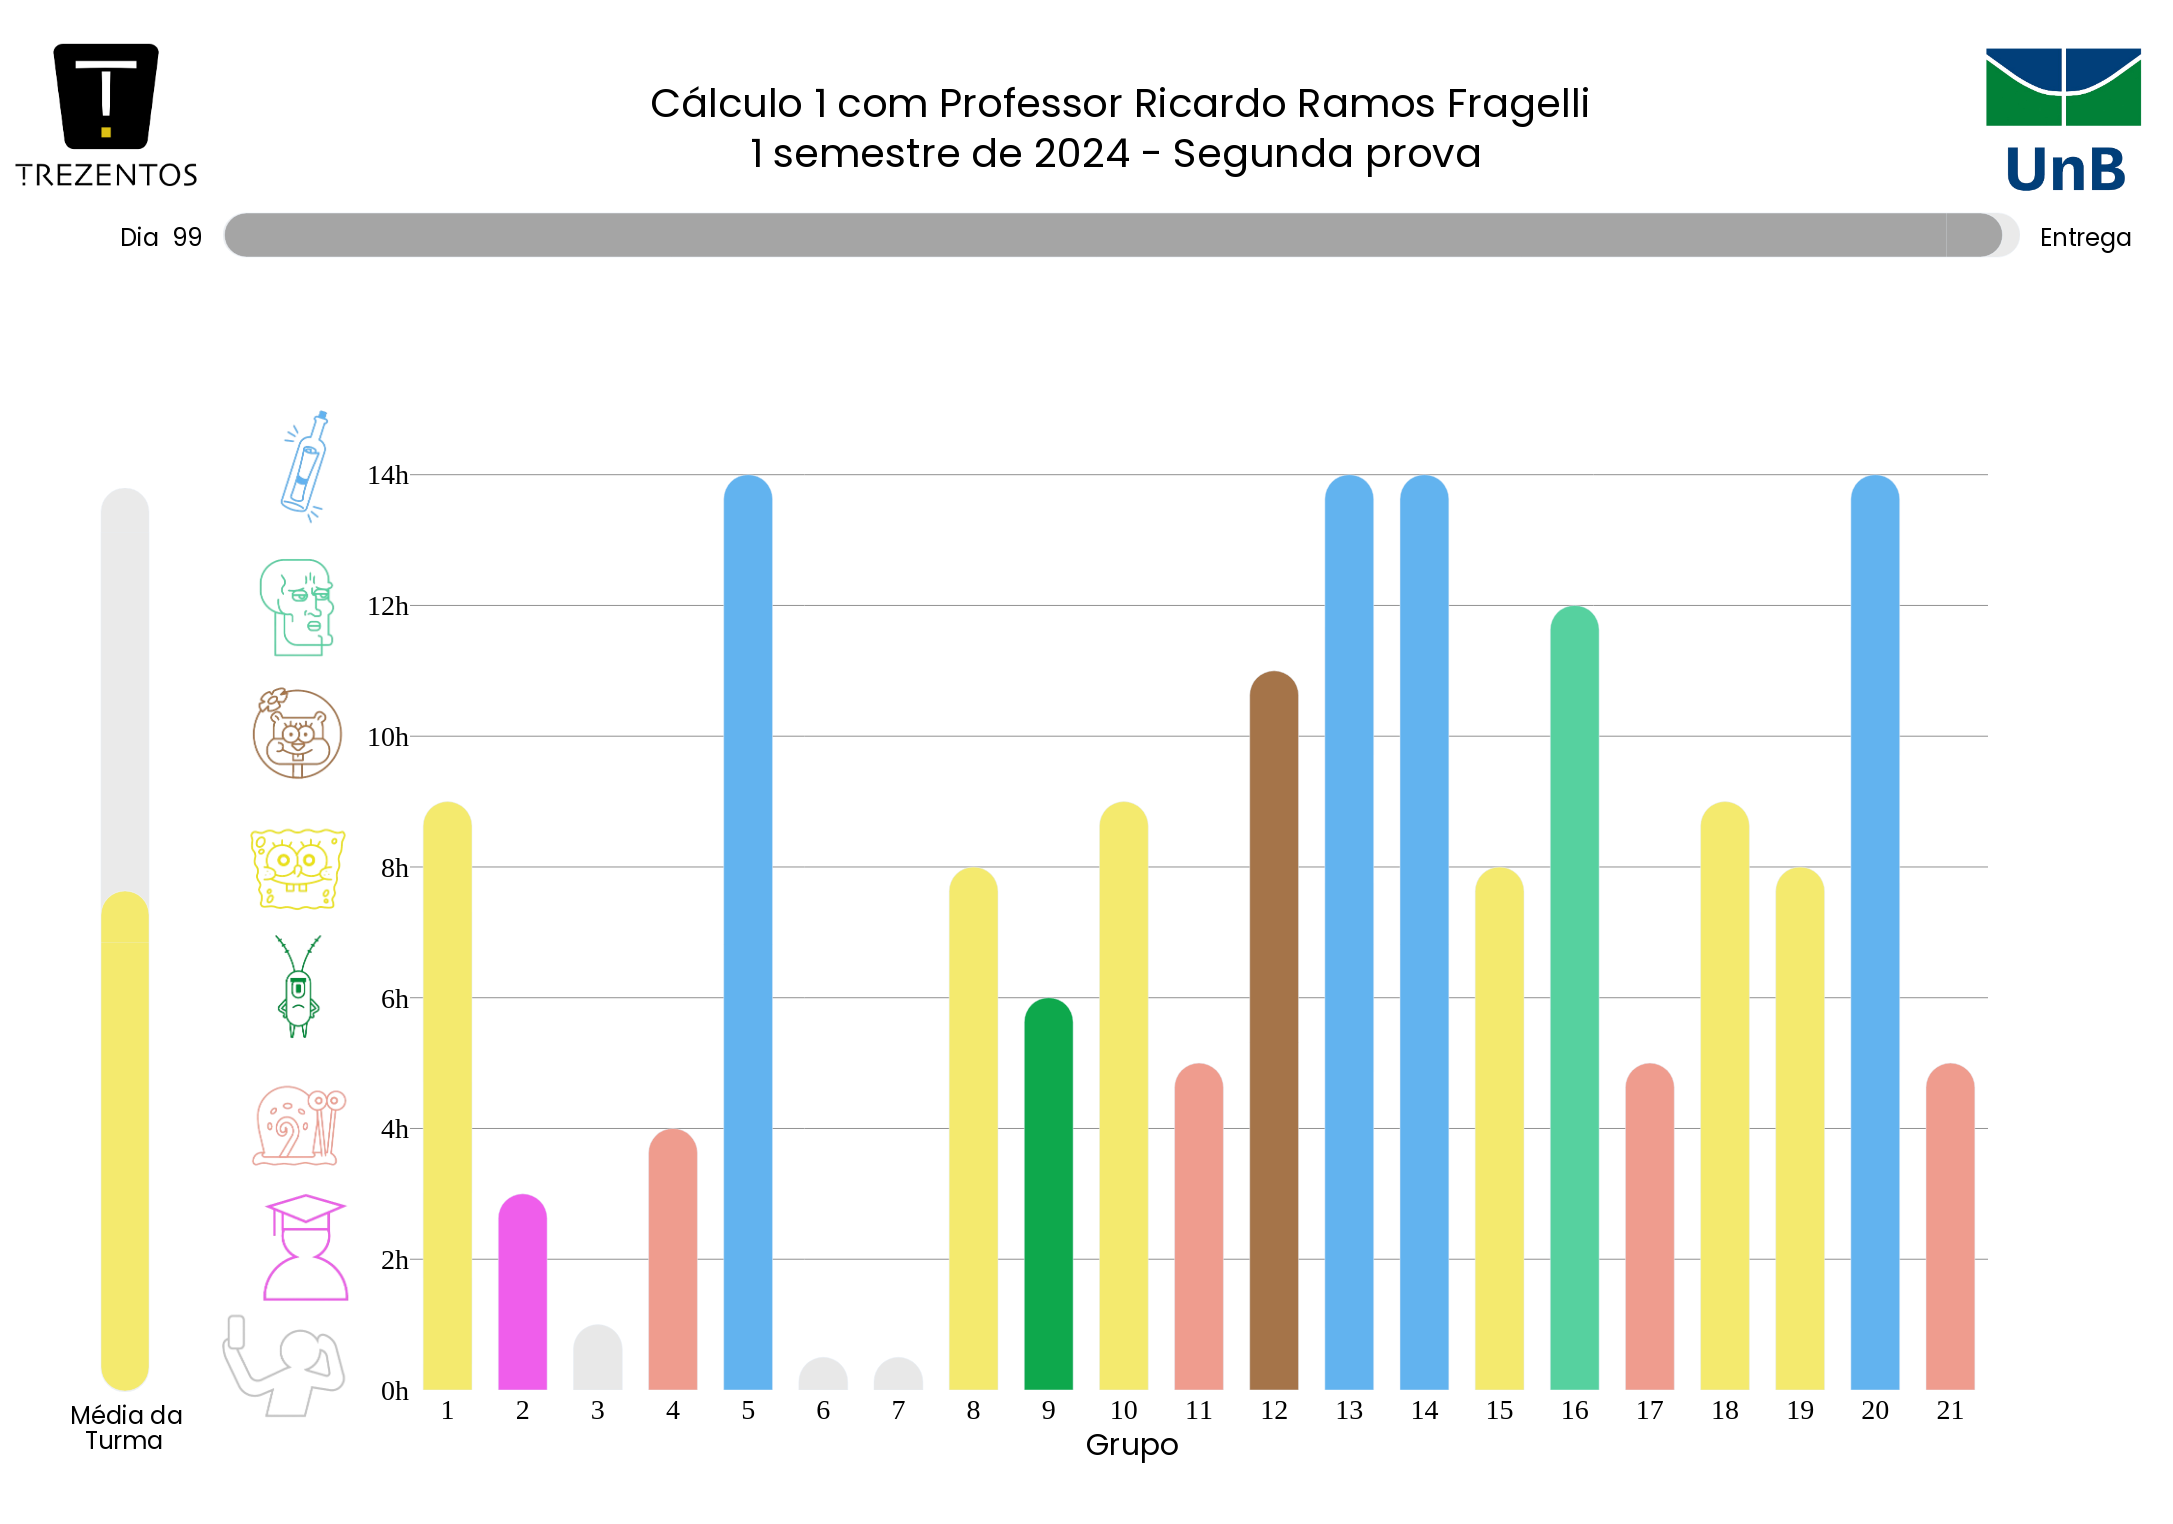 TREZENTOS
Cálculo 1 com Professor Ricardo Ramos Fragelli
1 semestre de 2024 - Segunda prova
UnB
Dia 99
Entrega
14h
12h
10h
8h
6h
4h
2h
0h
1 2 3 4 5 6 7 8 9 10 11 12 13 14 15 16 17 18 19 20 21
Grupo
Média da
Turma